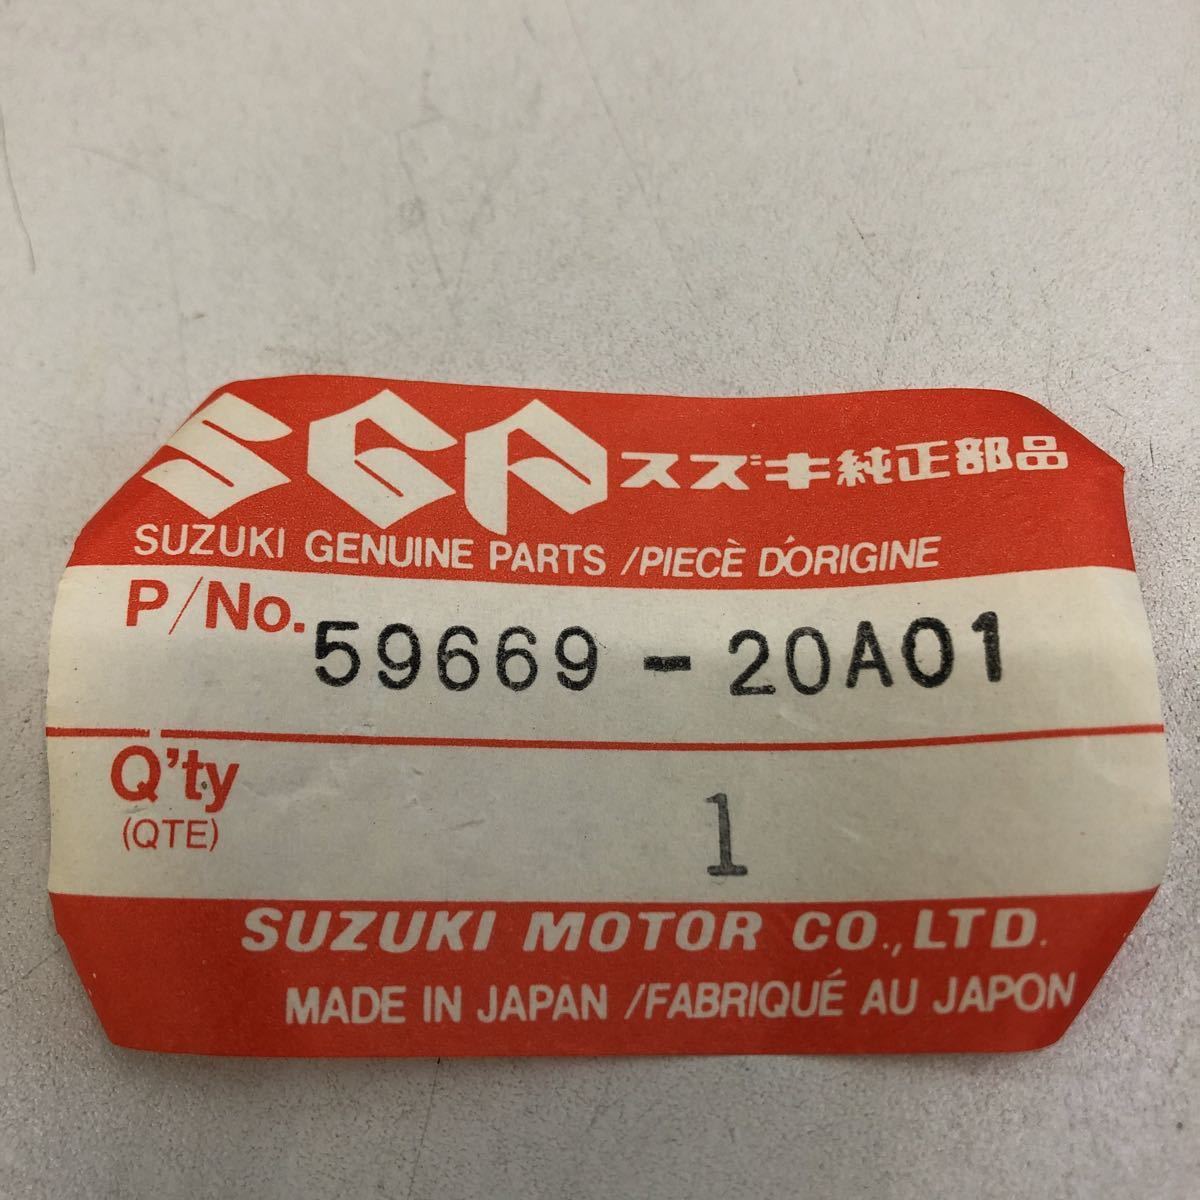 SGP スズキ純正部品
SUZUKI GENUINE PARTS /PIECÈ D'ORIGINE
P/No. 59669-20A01
Q'ty 1
(QTE)
SUZUKI MOTOR CO., LTD.
MADE IN JAPAN /FABRIQUÉ AU JAPON